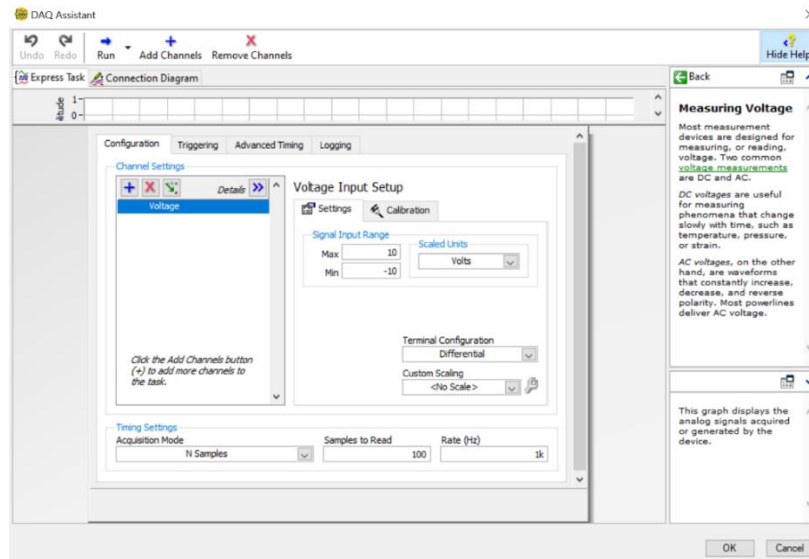 DAQ Assistant
Undo Redo Run Add Channels Remove Channels Hide Help
Express Task Connection Diagram
Back
1
0
Measuring Voltage
Most measurement
devices are designed for
measuring, or reading,
voltage. Two common
voltage measurements
are DC and AC.
DC voltages are useful
for measuring
phenomena that change
slowly with time, such as
temperature, pressure,
or strain.
AC voltages, on the other
hand, are waveforms
that constantly increase,
decrease, and reverse
polarity. Most powerlines
deliver AC voltage.
Configuration Triggering Advanced Timing Logging
Channel Settings
Details
Voltage
Click the Add Channels button
(+) to add more channels to
the task.
Voltage Input Setup
Settings Calibration
Signal Input Range
Max 10
Min -10
Scaled Units
Volts
Terminal Configuration
Differential
Custom Scaling
<No Scale>
Timing Settings
Acquisition Mode Samples to Read Rate (Hz)
N Samples 100 1k
This graph displays the
analog signals acquired
or generated by the
device.
OK Cancel